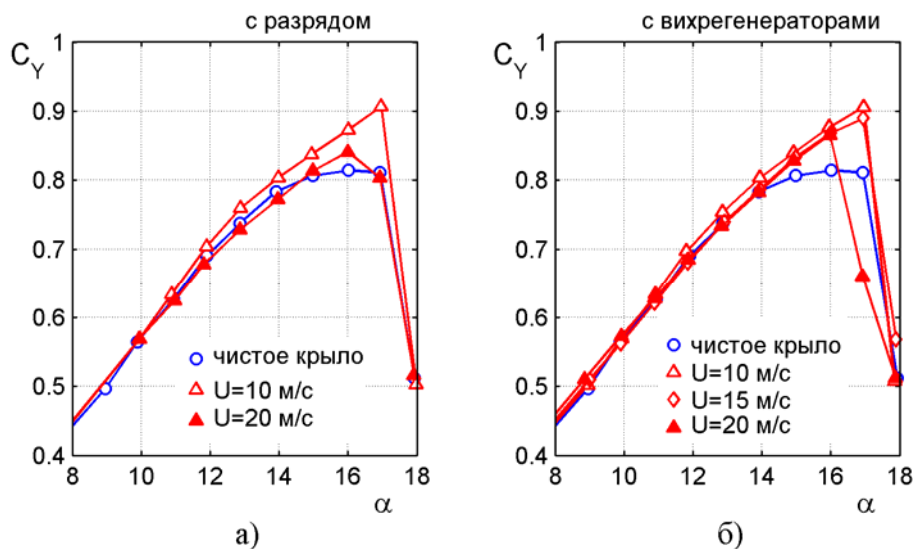 с разрядом
C_Y
1
0.9
0.8
0.7
0.6
0.5
0.4
чистое крыло
U=10 м/с
U=20 м/с
8 10 12 14 16 18
α
а)
с вихрегенераторами
C_Y
1
0.9
0.8
0.7
0.6
0.5
0.4
чистое крыло
U=10 м/с
U=15 м/с
U=20 м/с
8 10 12 14 16 18
α
б)